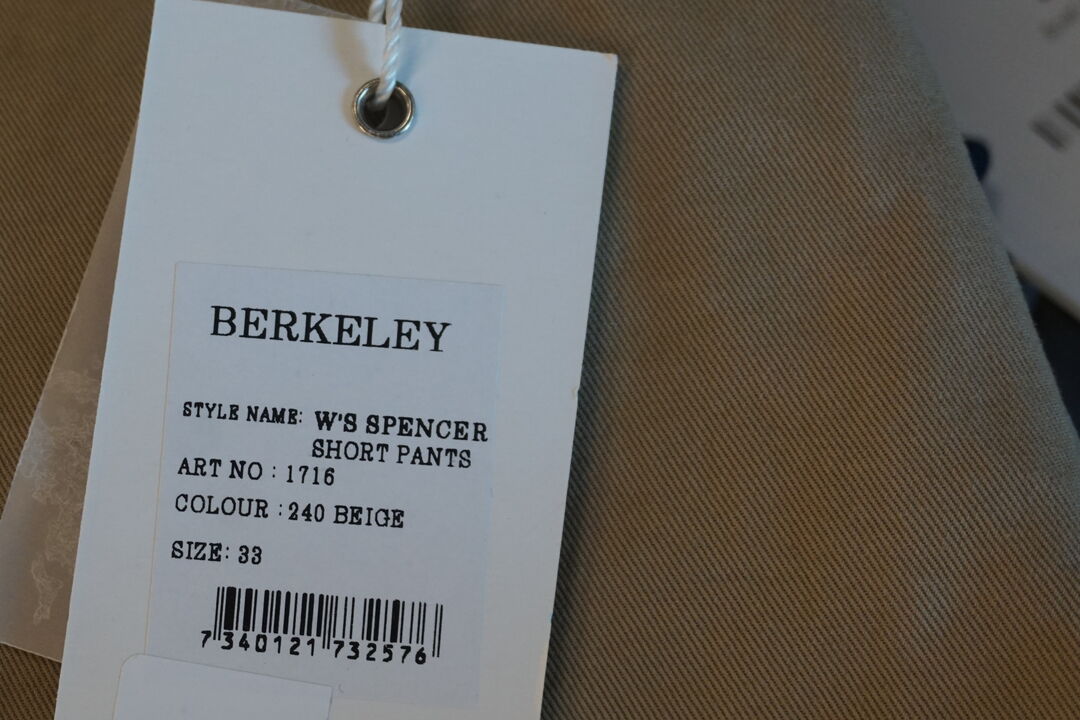 BERKELEY
STYLE NAME: W'S SPENCER
SHORT PANTS
ART NO : 1716
COLOUR : 240 BEIGE
SIZE: 33
7 340121 732576